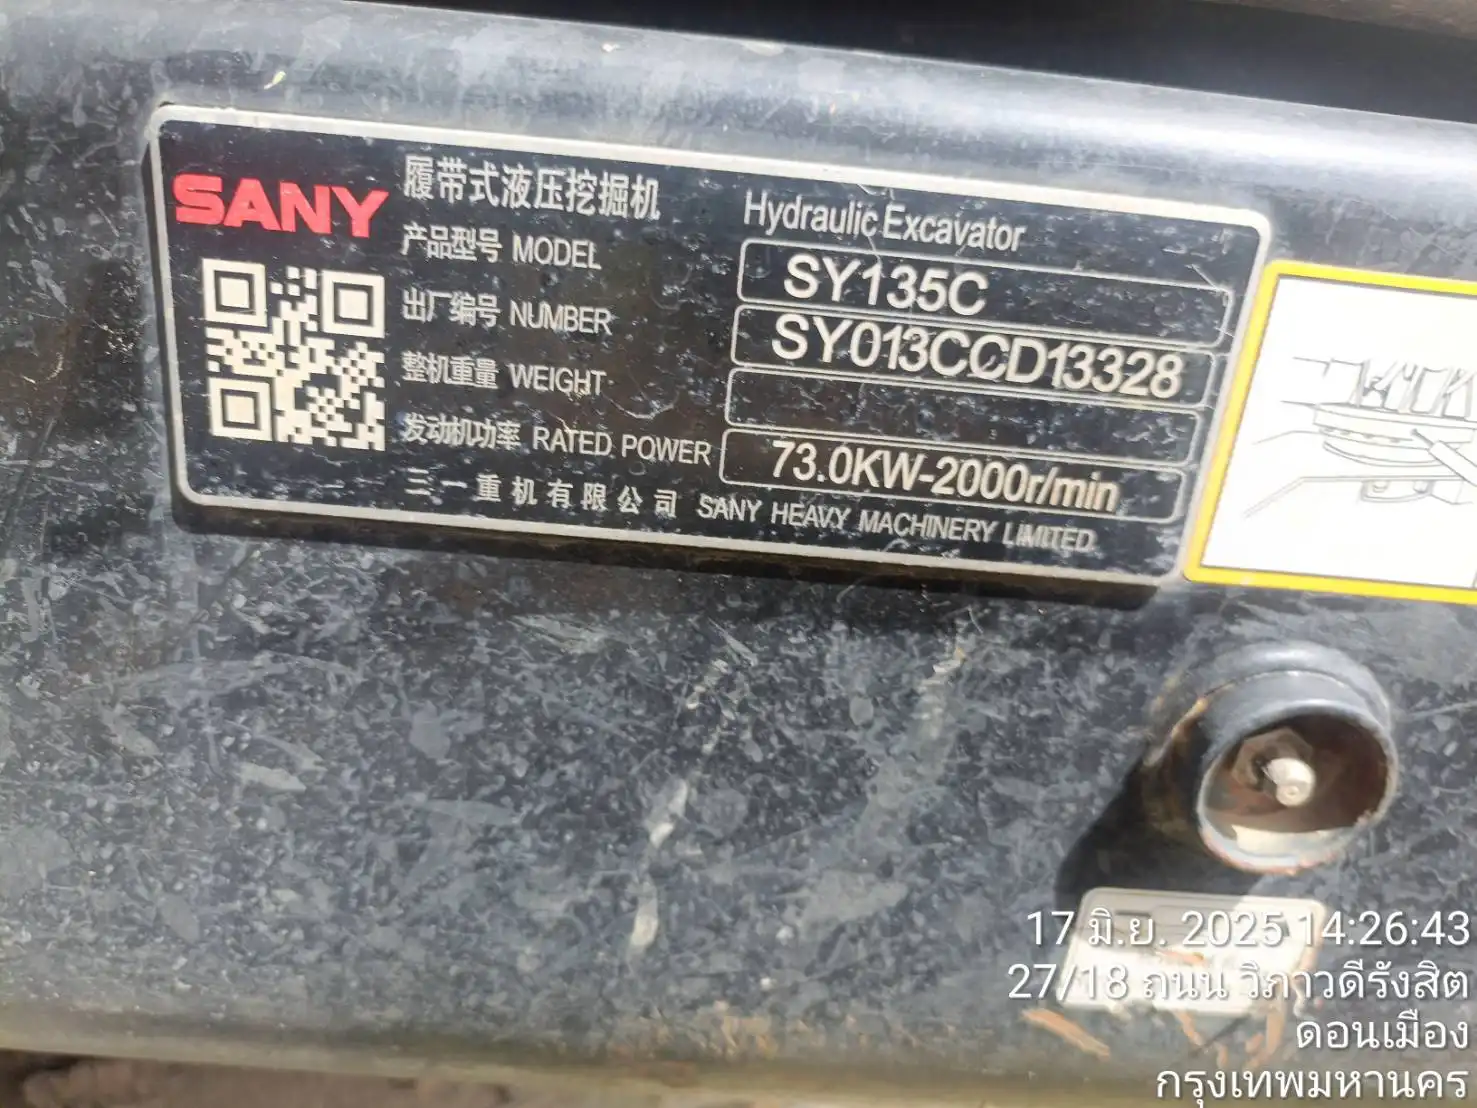 SANY
履带式液压挖掘机 Hydraulic Excavator
产品型号 MODEL SY135C
出厂编号 NUMBER SY013CCD13328
整机重量 WEIGHT
发动机功率 RATED POWER 73.0KW-2000r/min
三一重机有限公司 SANY HEAVY MACHINERY LIMITED
17 มิ.ย. 2025 14:26:43
27/18 ถนน วิภาวดีรังสิต
ดอนเมือง
กรุงเทพมหานคร